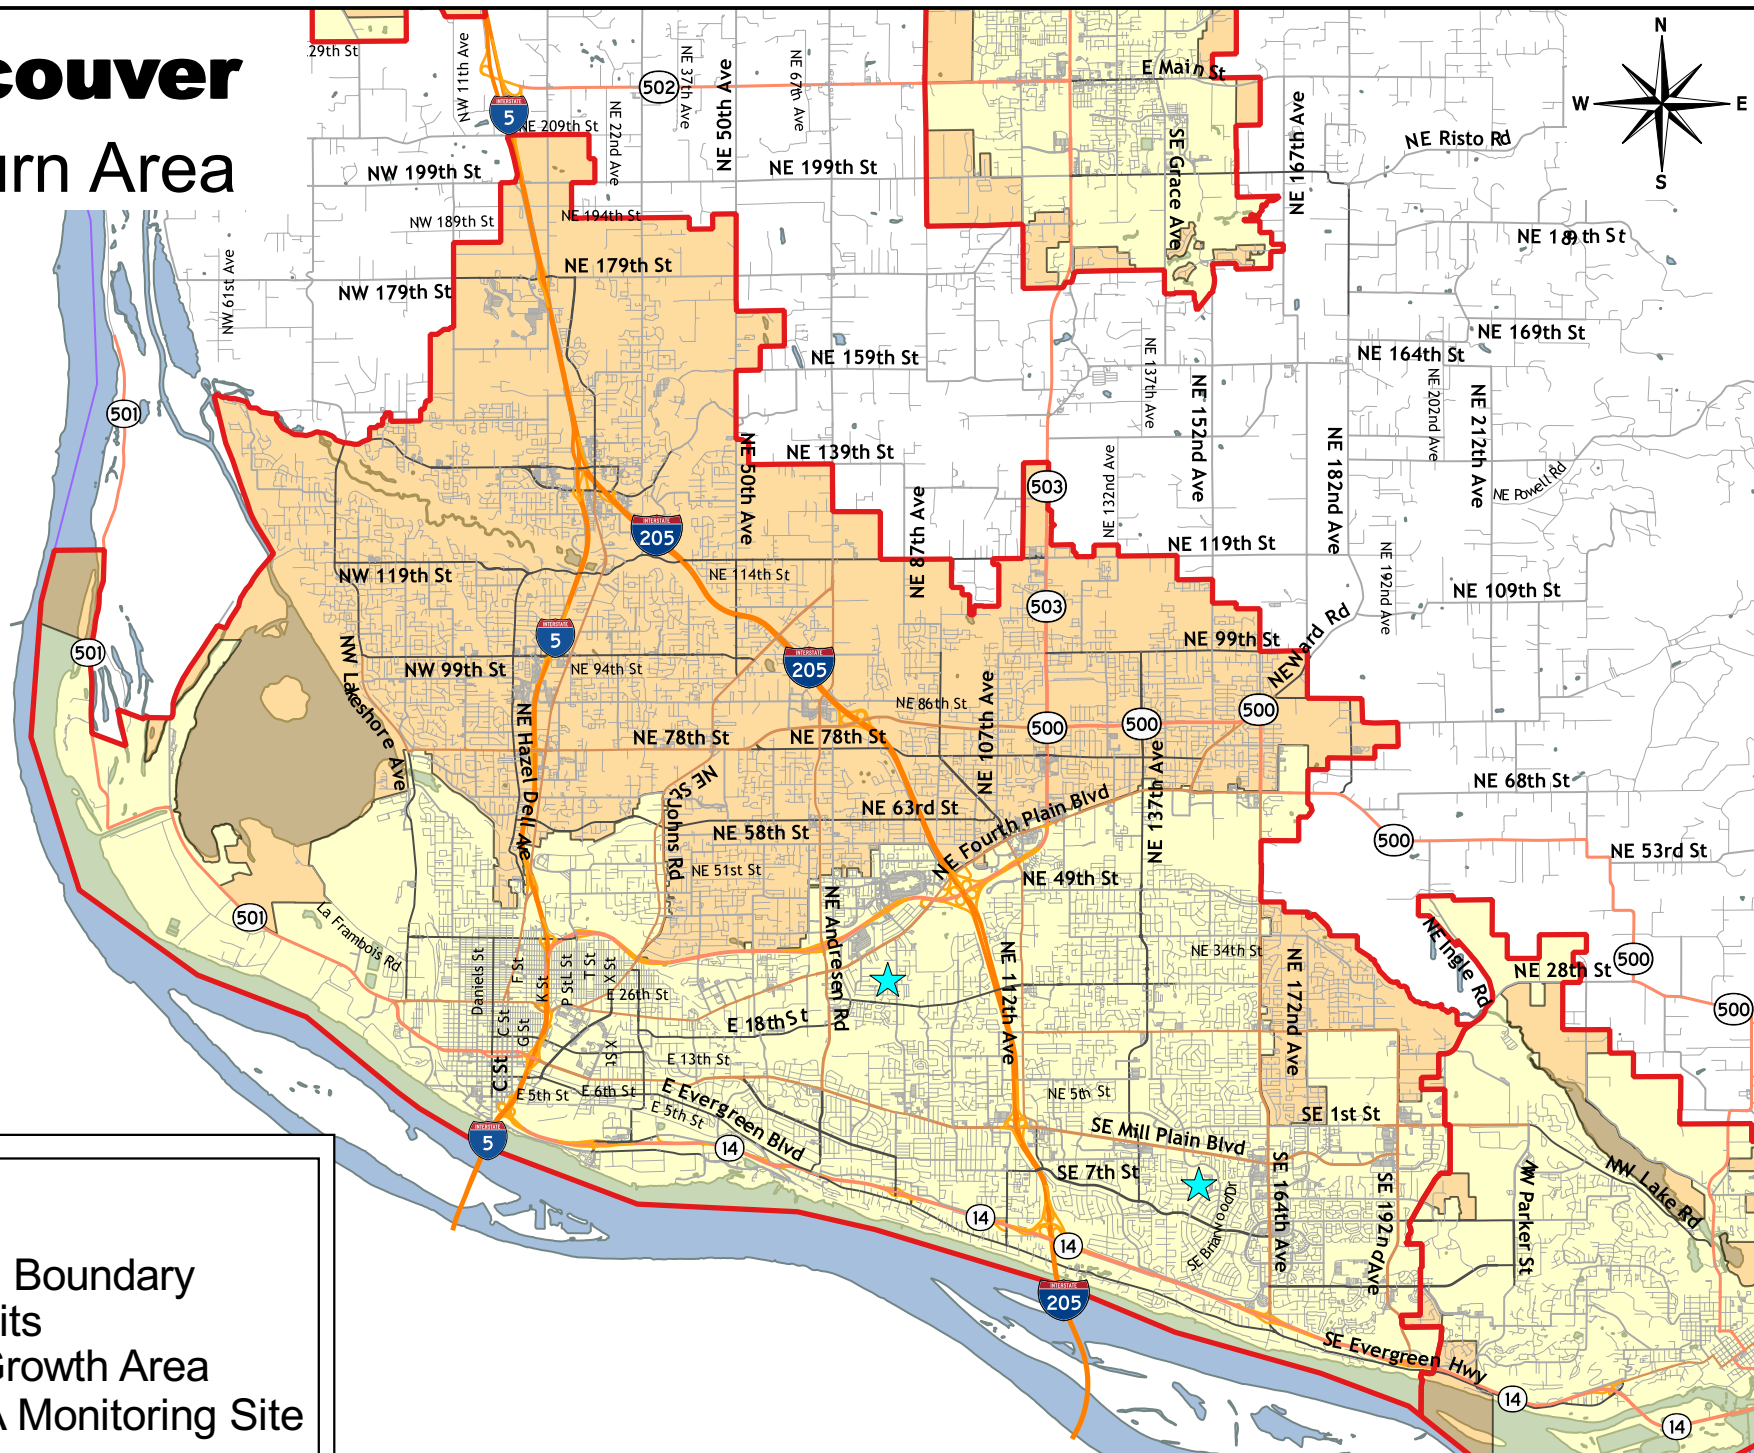 couver
urn Area
29th St
NW 11th Ave
INTERSTATE
5
502
NE 37th Ave
NE 50th Ave
NE 67th Ave
E Main St
N
W
E
S
NE 209th St
NE 22nd Ave
NW 199th St
NE 199th St
SE Grace Ave
NE 167th Ave
NE Risto Rd
NW 189th St
NE 194th St
NE 189th St
NW 61st Ave
NW 179th St
NE 179th St
NE 169th St
NE 159th St
NE 137th Ave
NE 152nd Ave
NE 164th St
NE 202nd Ave
NE 212th Ave
501
NE 50th Ave
NE 139th St
NE 182nd Ave
NE 87th Ave
503
NE 132nd Ave
NE Powell Rd
INTERSTATE
205
NE 119th St
NW 119th St
NE 114th St
NE 192nd Ave
NE 109th St
503
INTERSTATE
5
501
NW Lakeshore Ave
NW 99th St
NE 94th St
INTERSTATE
205
NE 99th St
NE Ward Rd
NE 86th St
NE 107th Ave
500
500
500
NE Hazel Dell Ave
NE 78th St
NE 78th St
NE 137th Ave
NE 68th St
NE St Johns Rd
NE 63rd St
NE Fourth Plain Blvd
NE 58th St
500
NE 53rd St
NE 51st St
NE 49th St
NE Andresen Rd
501
La Frambois Rd
NE 112th Ave
NE 34th St
NE 172nd Ave
NE Ingle Rd
NE 28th St
500
500
Daniels St
F St
K St
P St
L St
T St
X St
E 26th St
C St
G St
E 18th St
X St
E 13th St
C St
E 5th St
E 6th St
E Evergreen Blvd
E 5th St
NE 5th St
SE 1st St
SE Mill Plain Blvd
INTERSTATE
5
14
SE 7th St
SE 164th Ave
SE 192nd Ave
NW Parker St
NW Lake Rd
SE Briarwood Dr
14
14
INTERSTATE
205
SE Evergreen Hwy
14
14
Boundary
its
Growth Area
A Monitoring Site